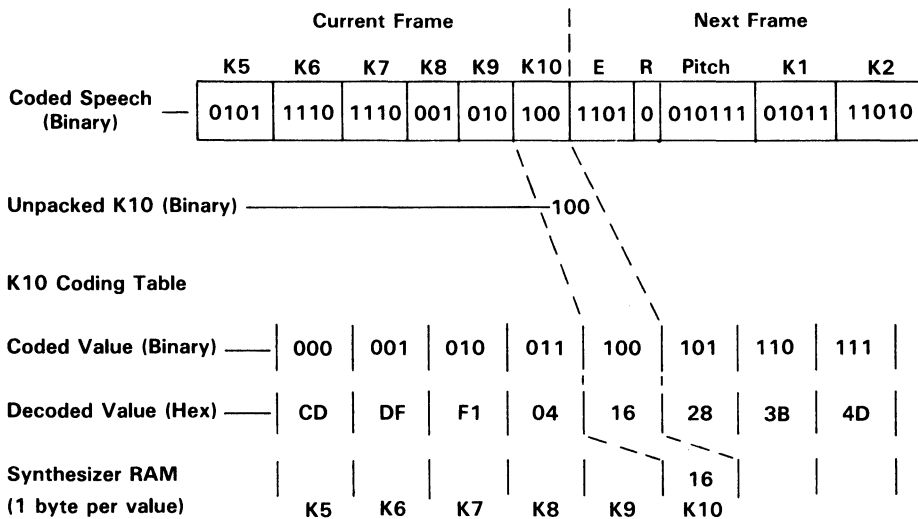 Current Frame Next Frame
K5 K6 K7 K8 K9 K10 E R Pitch K1 K2
Coded Speech (Binary) 0101 1110 1110 001 010 100 1101 0 010111 01011 11010
Unpacked K10 (Binary) 100
K10 Coding Table
Coded Value (Binary) 000 001 010 011 100 101 110 111
Decoded Value (Hex) CD DF F1 04 16 28 3B 4D
Synthesizer RAM 16
(1 byte per value) K5 K6 K7 K8 K9 K10